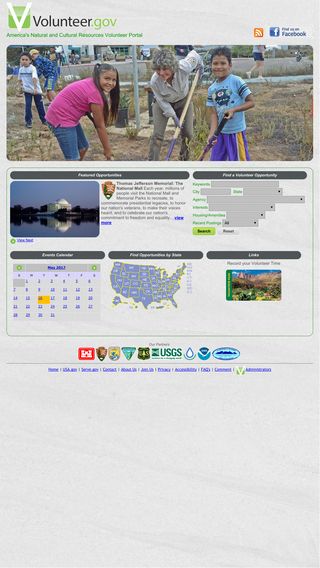 Volunteer.gov
America's Natural and Cultural Resources Volunteer Portal
Find us on
Facebook
Featured Opportunities
Thomas Jefferson Memorial: The
National Mall Each year, millions of
people visit the National Mall and
Memorial Parks to recreate, to
commemorate presidential legacies, to honor
our nation's veterans, to make their voices
heard, and to celebrate our nation's
commitment to freedom and equality... view
more
View Next
Find a Volunteer Opportunity
Keywords
City State
Agency
Interests
Housing/Amenities
Recent Postings All
Search Reset
Events Calendar
May 2017
S M T W T F S
1 2 3 4 5 6
7 8 9 10 11 12 13
14 15 16 17 18 19 20
21 22 23 24 25 26 27
28 29 30 31
Find Opportunities by State
Links
Record your Volunteer Time
Our Partners
USGS
Home | USA.gov | Serve.gov | Contact | About Us | Join Us | Privacy | Accessibility | FAQs | Comment | Administrators